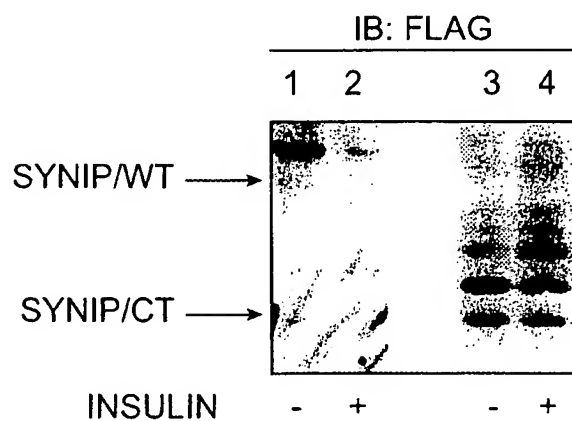 IB: FLAG
1 2 3 4
SYNIP/WT
SYNIP/CT
INSULIN - + - +